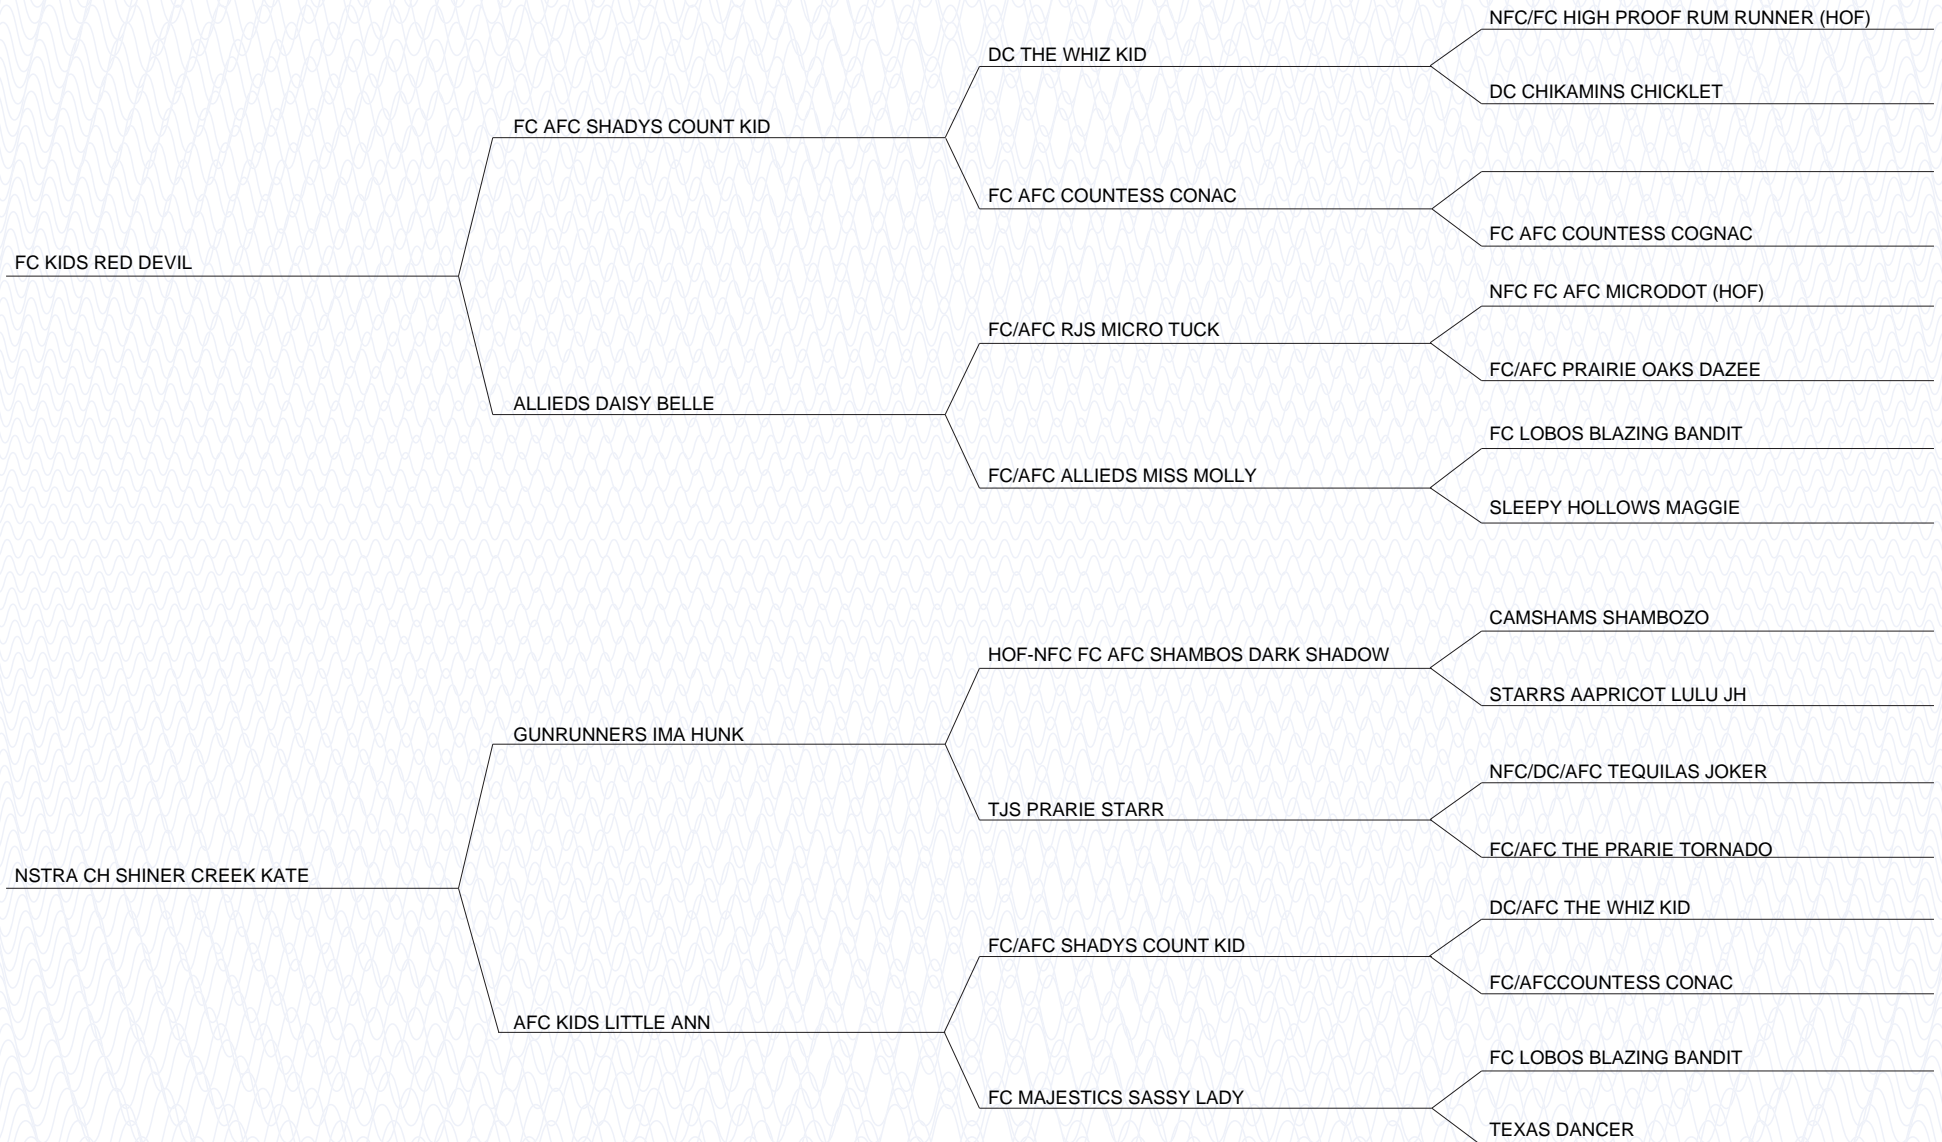 NFC/FC HIGH PROOF RUM RUNNER (HOF)
DC THE WHIZ KID
DC CHIKAMINS CHICKLET
FC AFC SHADYS COUNT KID
FC AFC COUNTESS CONAC
FC AFC COUNTESS COGNAC
FC KIDS RED DEVIL
NFC FC AFC MICRODOT (HOF)
FC/AFC RJS MICRO TUCK
FC/AFC PRAIRIE OAKS DAZEE
ALLIEDS DAISY BELLE
FC LOBOS BLAZING BANDIT
FC/AFC ALLIEDS MISS MOLLY
SLEEPY HOLLOWS MAGGIE
CAMSHAMS SHAMBOZO
HOF-NFC FC AFC SHAMBOS DARK SHADOW
STARRS AAPRICOT LULU JH
GUNRUNNERS IMA HUNK
NFC/DC/AFC TEQUILAS JOKER
TJS PRARIE STARR
FC/AFC THE PRARIE TORNADO
NSTRA CH SHINER CREEK KATE
DC/AFC THE WHIZ KID
FC/AFC SHADYS COUNT KID
FC/AFCCOUNTESS CONAC
AFC KIDS LITTLE ANN
FC LOBOS BLAZING BANDIT
FC MAJESTICS SASSY LADY
TEXAS DANCER